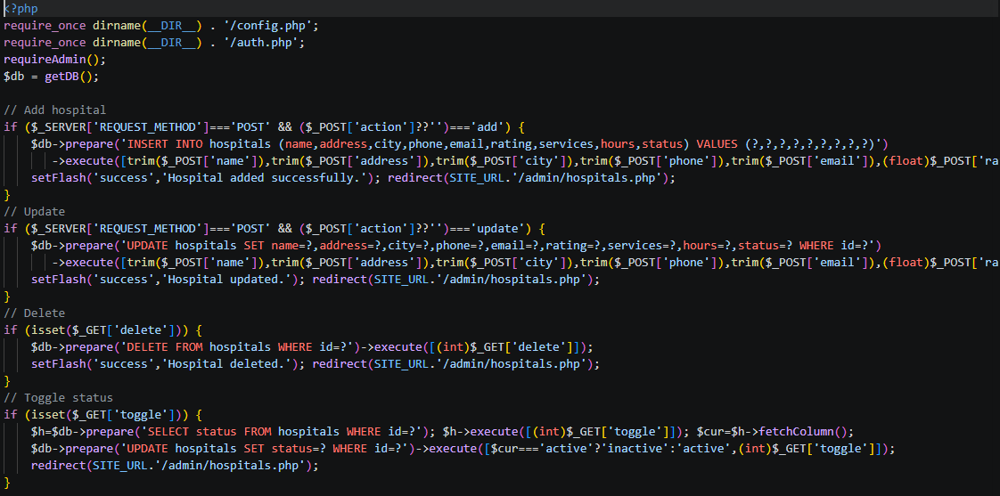 <?php
require_once dirname(__DIR__) . '/config.php';
require_once dirname(__DIR__) . '/auth.php';
requireAdmin();
$db = getDB();
// Add hospital
if ($_SERVER['REQUEST_METHOD']==='POST' && ($_POST['action']??'')==='add') {
    $db->prepare('INSERT INTO hospitals (name,address,city,phone,email,rating,services,hours,status) VALUES (?,?,?,?,?,?,?,?,?)')
       ->execute([trim($_POST['name']),trim($_POST['address']),trim($_POST['city']),trim($_POST['phone']),trim($_POST['email']),(float)$_POST['ra
    setFlash('success','Hospital added successfully.'); redirect(SITE_URL.'/admin/hospitals.php');
}
// Update
if ($_SERVER['REQUEST_METHOD']==='POST' && ($_POST['action']??'')==='update') {
    $db->prepare('UPDATE hospitals SET name=?,address=?,city=?,phone=?,email=?,rating=?,services=?,hours=?,status=? WHERE id=?')
       ->execute([trim($_POST['name']),trim($_POST['address']),trim($_POST['city']),trim($_POST['phone']),trim($_POST['email']),(float)$_POST['ra
    setFlash('success','Hospital updated.'); redirect(SITE_URL.'/admin/hospitals.php');
}
// Delete
if (isset($_GET['delete'])) {
    $db->prepare('DELETE FROM hospitals WHERE id=?')->execute([(int)$_GET['delete']]);
    setFlash('success','Hospital deleted.'); redirect(SITE_URL.'/admin/hospitals.php');
}
// Toggle status
if (isset($_GET['toggle'])) {
    $h=$db->prepare('SELECT status FROM hospitals WHERE id=?'); $h->execute([(int)$_GET['toggle']]); $cur=$h->fetchColumn();
    $db->prepare('UPDATE hospitals SET status=? WHERE id=?')->execute([$cur==='active'?'inactive':'active',(int)$_GET['toggle']]);
    redirect(SITE_URL.'/admin/hospitals.php');
}